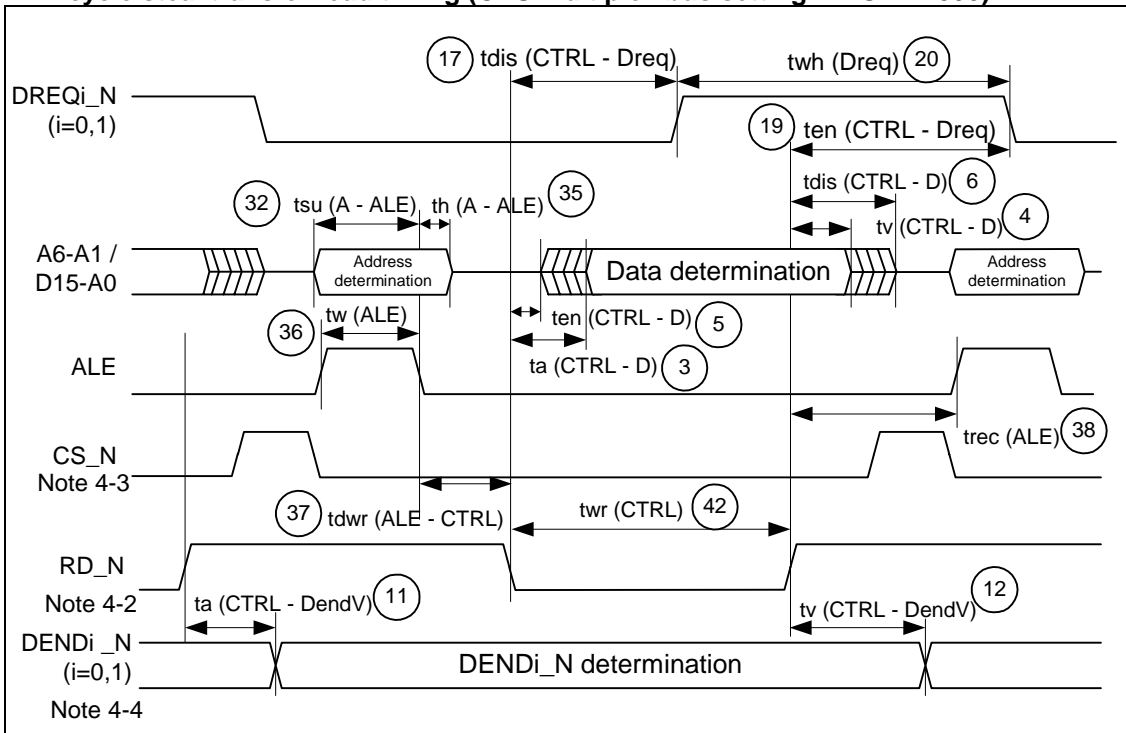 17 tdis (CTRL - Dreq)
twh (Dreq) 20
DREQi_N
(i=0,1)
19 ten (CTRL - Dreq)
tdis (CTRL - D) 6
32 tsu (A - ALE)
th (A - ALE) 35
tv (CTRL - D) 4
A6-A1 /
D15-A0
Address
determination
Data determination
Address
determination
36 tw (ALE)
ten (CTRL - D) 5
ta (CTRL - D) 3
ALE
trec (ALE) 38
CS_N
Note 4-3
37 tdwr (ALE - CTRL)
twr (CTRL) 42
RD_N
Note 4-2
ta (CTRL - DendV) 11
tv (CTRL - DendV) 12
DENDi _N
(i=0,1)
DENDi_N determination
Note 4-4